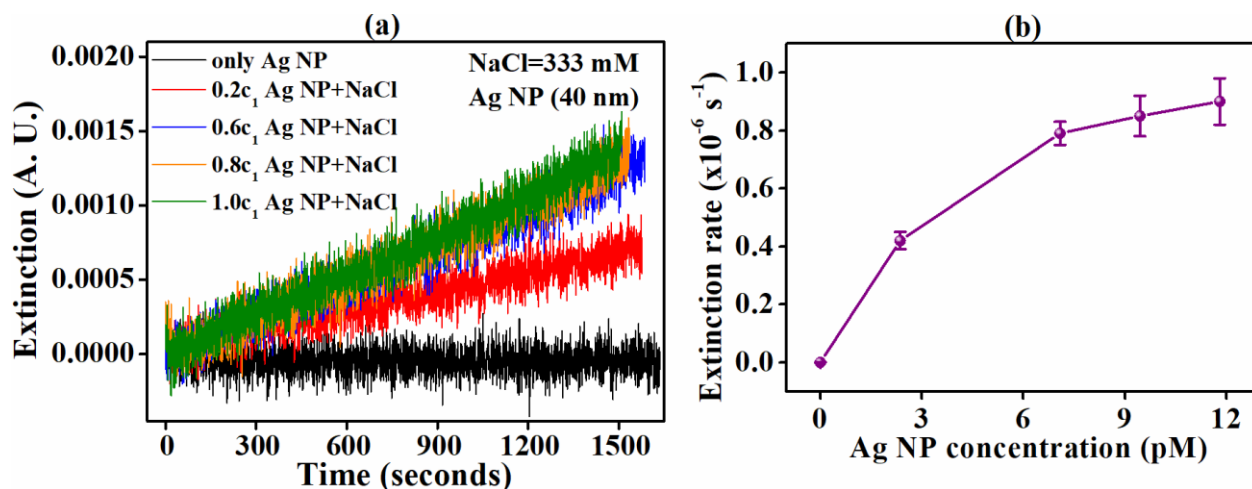 (a)
Extinction (A. U.)
0.0020
0.0015
0.0010
0.0005
0.0000
only Ag NP
0.2c₁ Ag NP+NaCl
0.6c₁ Ag NP+NaCl
0.8c₁ Ag NP+NaCl
1.0c₁ Ag NP+NaCl
NaCl=333 mM
Ag NP (40 nm)
0 300 600 900 1200 1500
Time (seconds)
(b)
Extinction rate (x10⁻⁶ s⁻¹)
1.0
0.8
0.6
0.4
0.2
0.0
0 3 6 9 12
Ag NP concentration (pM)